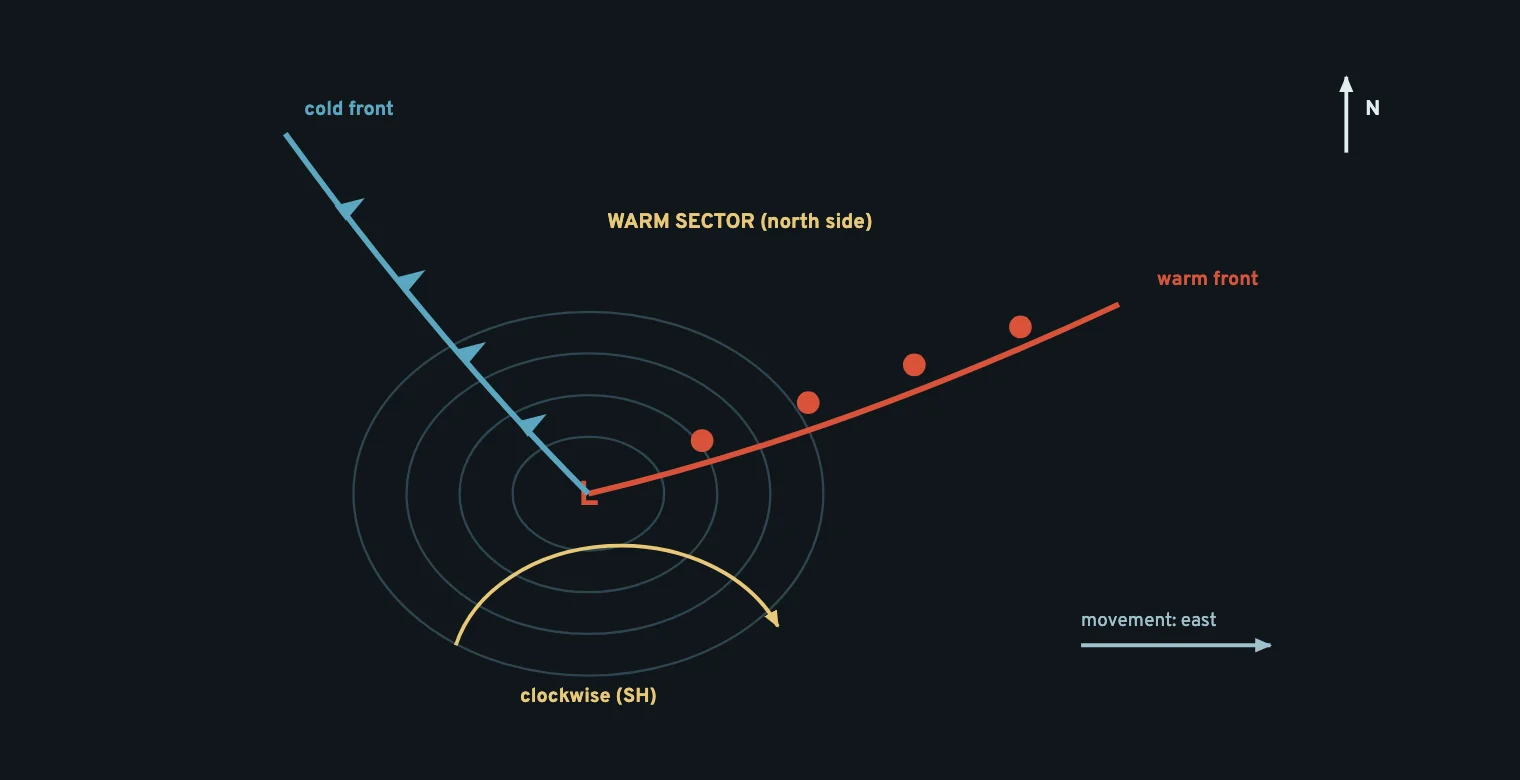 cold front
N
WARM SECTOR (north side)
warm front
L
movement: east
clockwise (SH)